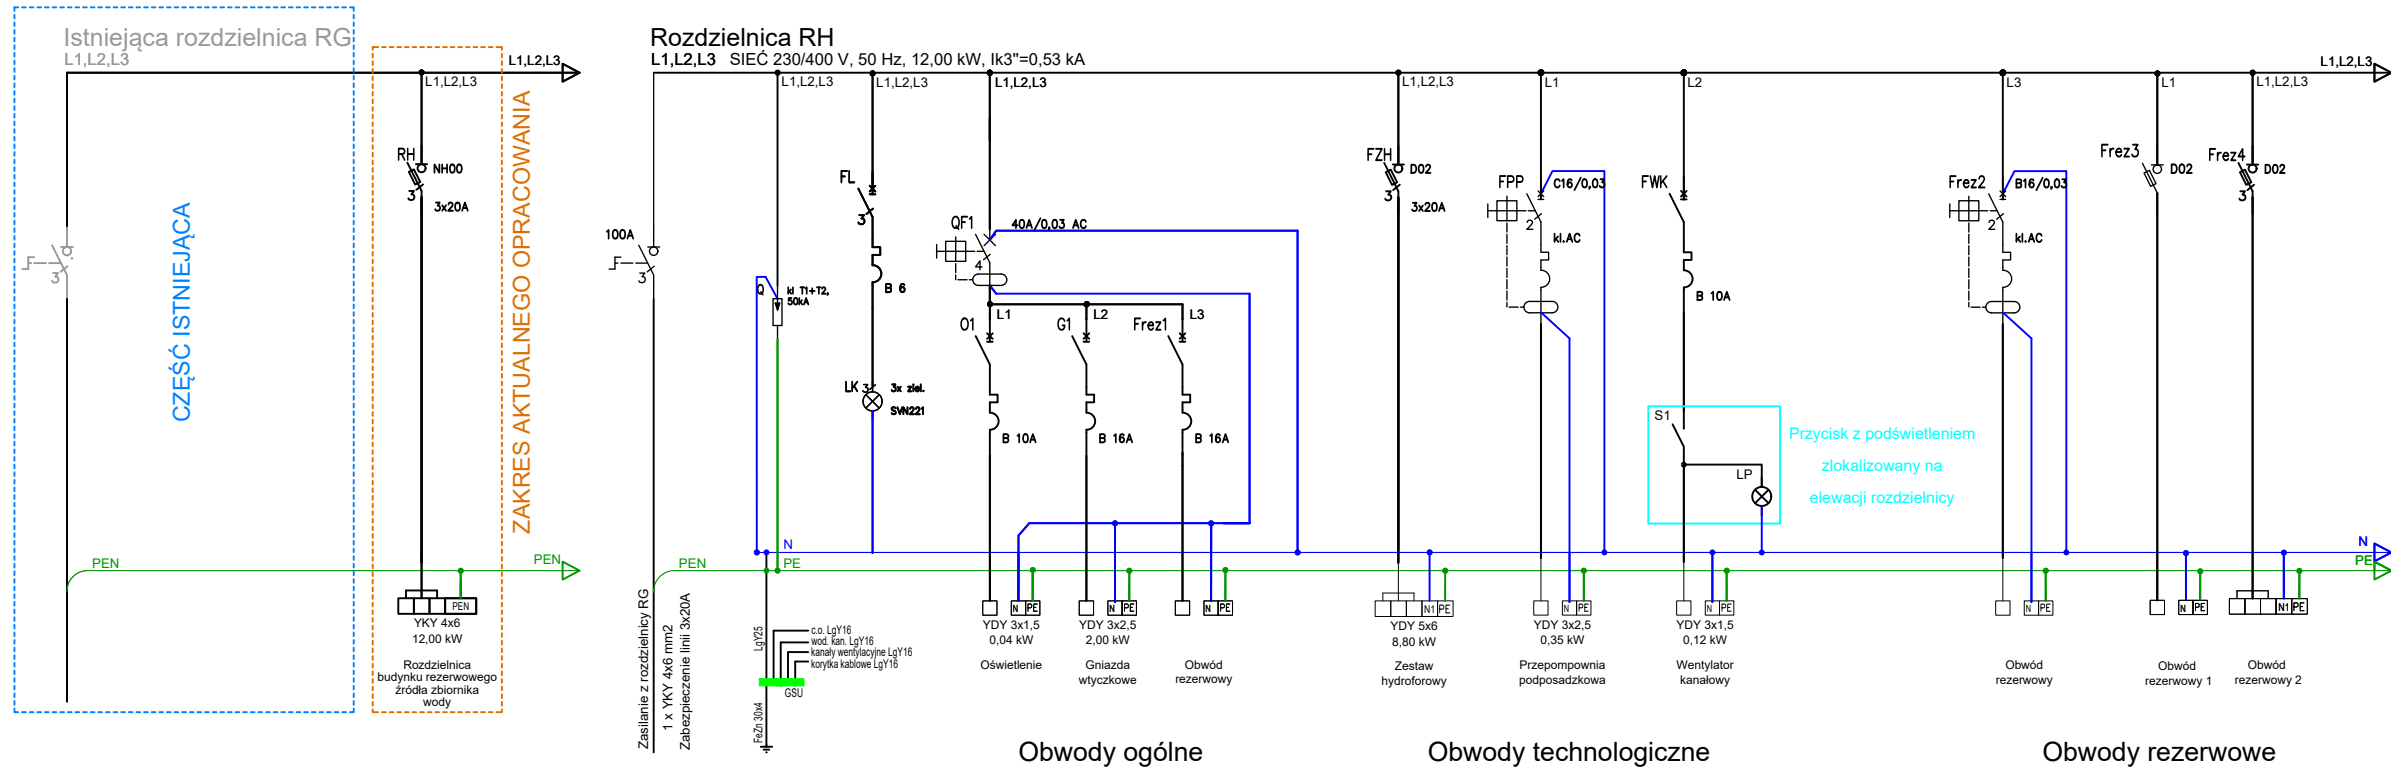 Istniejąca rozdzielnica RG
L1,L2,L3
L1,L2,L3
L1,L2,L3
CZĘŚĆ ISTNIEJĄCA
ZAKRES AKTUALNEGO OPRACOWANIA
3
RH
NH00
3
3x20A
PEN
PEN
PEN
YKY 4x6
12,00 kW
Rozdzielnica
budynku rezerwowego
źródła zbiornika
wody
Rozdzielnica RH
L1,L2,L3 SIEĆ 230/400 V, 50 Hz, 12,00 kW, Ik3"=0,53 kA
L1,L2,L3
L1,L2,L3
L1,L2,L3
L1,L2,L3
L1,L2,L3
L1
L2
L3
L1
L1,L2,L3
100A
3
Q
kl T1+T2,
50kA
FL
3
B 6
LK 3
3x ziel.
SVN221
QF1
40A/0,03 AC
4
L1
L2
L3
O1
G1
Frez1
B 10A
B 16A
B 16A
FZH
D02
3
3x20A
FPP
C16/0,03
2
kl.AC
FWK
B 10A
S1
LP
Przycisk z podświetleniem
zlokalizowany na
elewacji rozdzielnicy
Frez2
B16/0,03
2
kl.AC
Frez3
D02
Frez4
D02
3
N
PE
PEN
N
PE
Zasilanie z rozdzielnicy RG
1 x YKY 4x6 mm2
Zabezpieczenie linii 3x20A
LgY25
FeZn 30x4
c.o. LgY16
wod. kan. LgY16
kanały wentylacyjne LgY16
korytka kablowe LgY16
GSU
N PE
YDY 3x1,5
0,04 kW
Oświetlenie
N PE
YDY 3x2,5
2,00 kW
Gniazda
wtyczkowe
N PE
Obwód
rezerwowy
N1 PE
YDY 5x6
8,80 kW
Zestaw
hydroforowy
N PE
YDY 3x2,5
0,35 kW
Przepompownia
podposadzkowa
N PE
YDY 3x1,5
0,12 kW
Wentylator
kanałowy
N PE
Obwód
rezerwowy
N PE
Obwód
rezerwowy 1
N1 PE
Obwód
rezerwowy 2
Obwody ogólne
Obwody technologiczne
Obwody rezerwowe